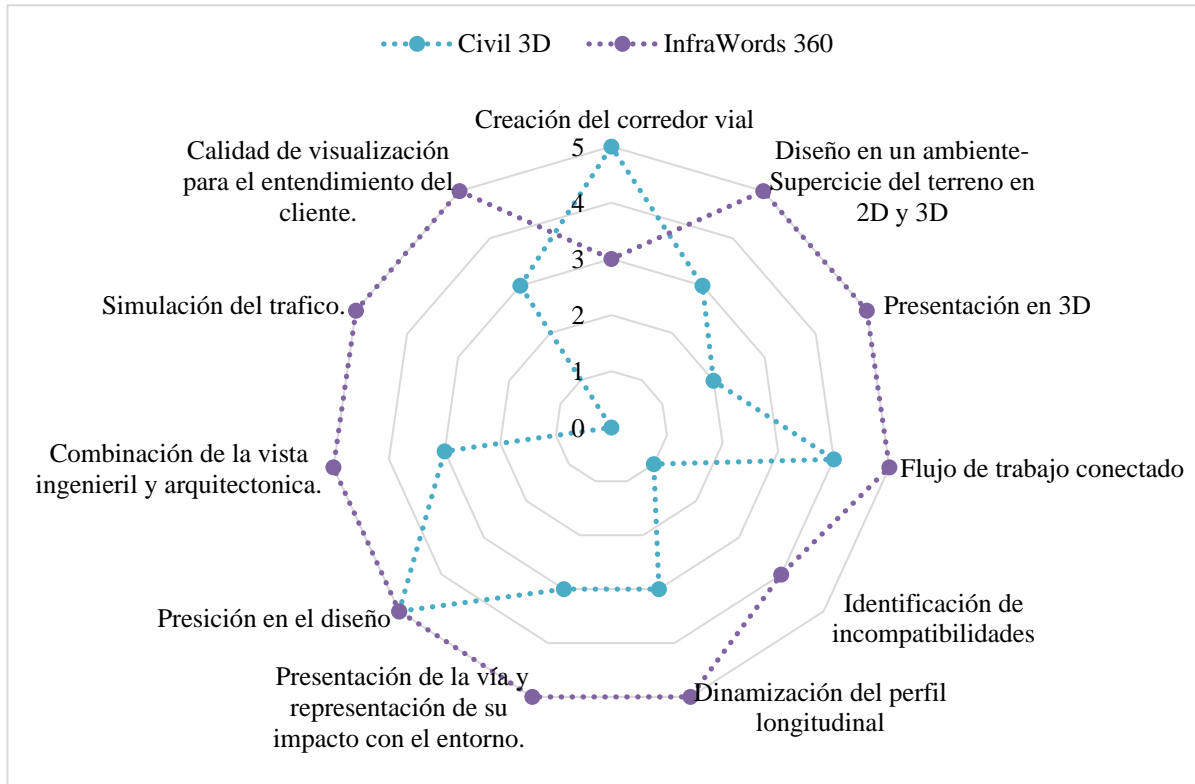 Civil 3D
InfraWords 360
Creación del corredor vial
Diseño en un ambiente-
Supercicie del terreno en
2D y 3D
Presentación en 3D
Flujo de trabajo conectado
Identificación de
incompatibilidades
Dinamización del perfil
longitudinal
Presentación de la vía y
representación de su
impacto con el entorno.
Presición en el diseño
Combinación de la vista
ingenieril y arquitectonica.
Simulación del trafico.
Calidad de visualización
para el entendimiento del
cliente.
5
4
3
2
1
0